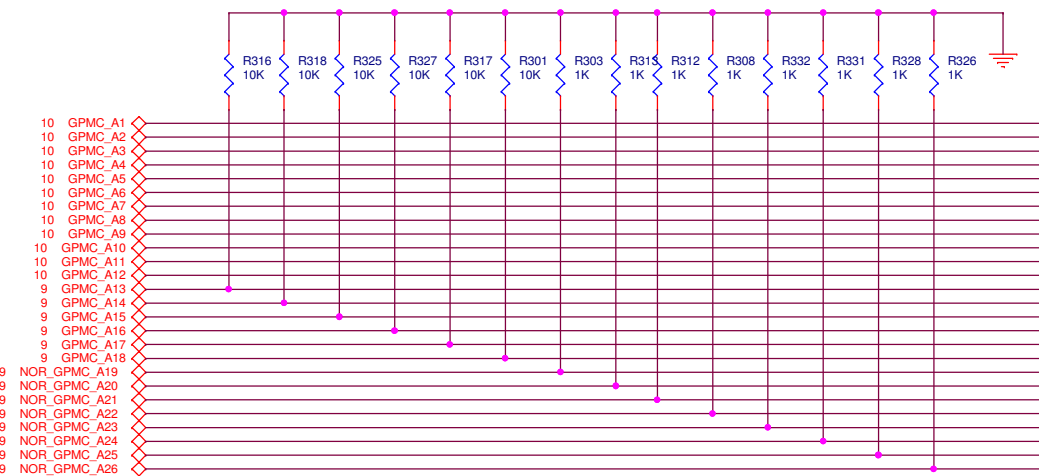 R316 R318 R325 R327 R317 R301 R303 R313 R312 R308 R332 R331 R328 R326
10K 10K 10K 10K 10K 10K 1K 1K 1K 1K 1K 1K 1K 1K
10 GPMC_A1
10 GPMC_A2
10 GPMC_A3
10 GPMC_A4
10 GPMC_A5
10 GPMC_A6
10 GPMC_A7
10 GPMC_A8
10 GPMC_A9
10 GPMC_A10
10 GPMC_A11
10 GPMC_A12
9 GPMC_A13
9 GPMC_A14
9 GPMC_A15
9 GPMC_A16
9 GPMC_A17
9 GPMC_A18
9 NOR_GPMC_A19
9 NOR_GPMC_A20
9 NOR_GPMC_A21
9 NOR_GPMC_A22
9 NOR_GPMC_A23
9 NOR_GPMC_A24
9 NOR_GPMC_A25
9 NOR_GPMC_A26